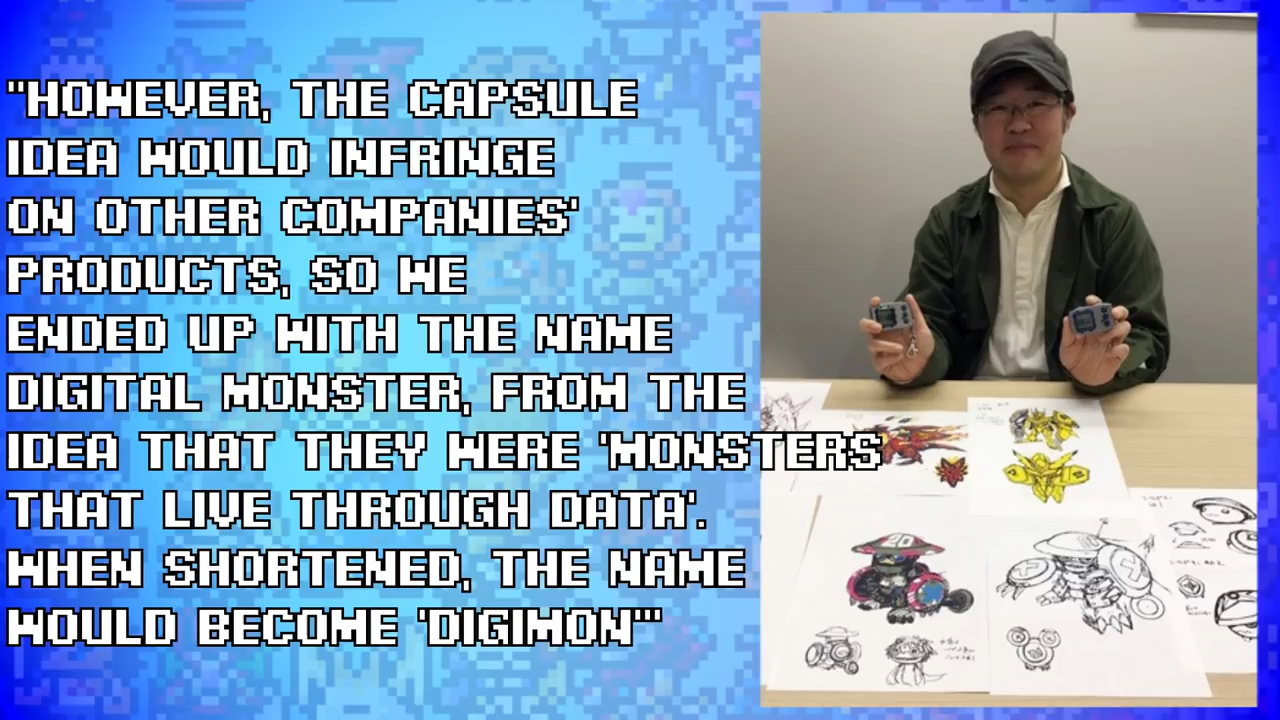 "HOWEVER, THE CAPSULE
IDEA WOULD INFRINGE
ON OTHER COMPANIES'
PRODUCTS, SO WE
ENDED UP WITH THE NAME
DIGITAL MONSTER, FROM THE
IDEA THAT THEY WERE 'MONSTERS
THAT LIVE THROUGH DATA'.
WHEN SHORTENED, THE NAME
WOULD BECOME 'DIGIMON'"